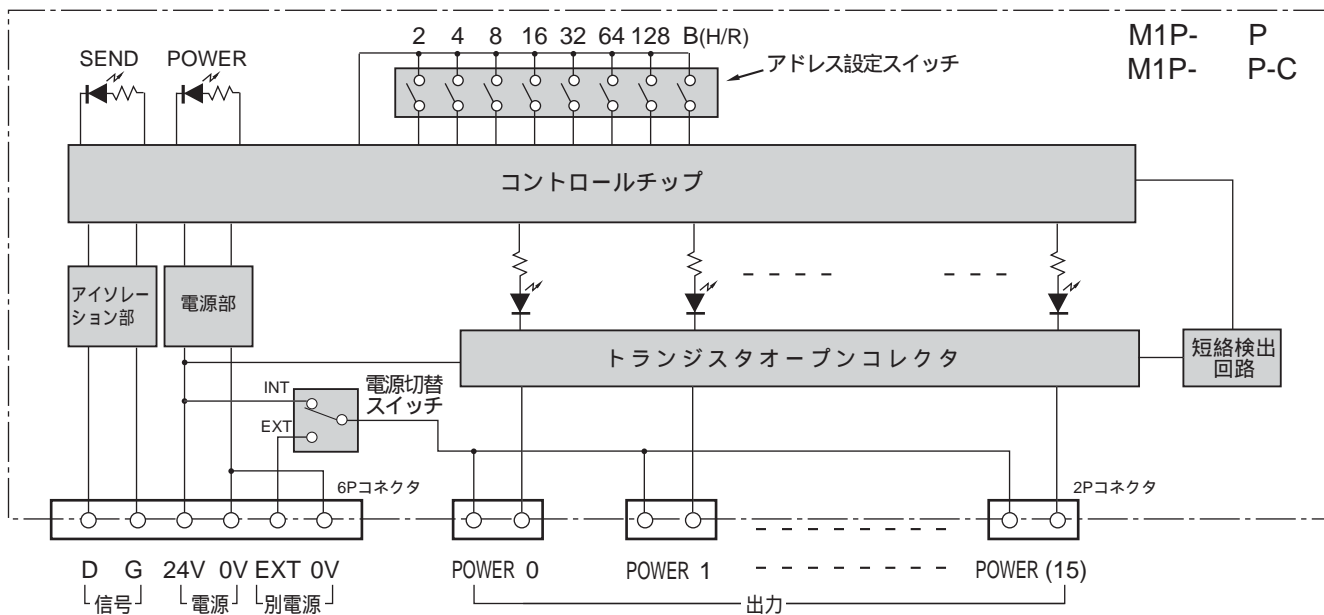 2 4 8 16 32 64 128 B(H/R)
M1P- P
M1P- P-C
SEND POWER
アドレス設定スイッチ
コントロールチップ
アイソレー
ション部
電源部
トランジスタオープンコレクタ
短絡検出
回路
INT
電源切替
スイッチ
EXT
6Pコネクタ
2Pコネクタ
D G 24V 0V EXT 0V
POWER 0 POWER 1 POWER (15)
信号 電源 別電源 出力